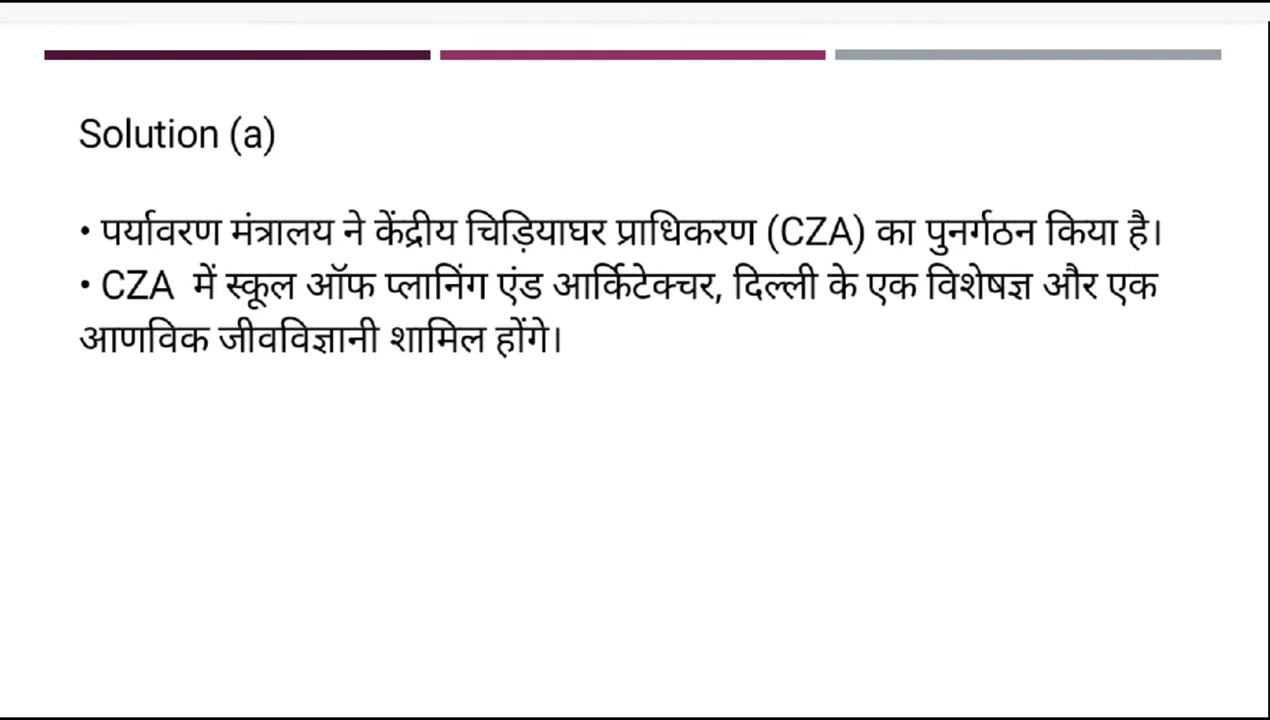 Solution (a)
• पर्यावरण मंत्रालय ने केंद्रीय चिड़ियाघर प्राधिकरण (CZA) का पुनर्गठन किया है।
• CZA में स्कूल ऑफ प्लानिंग एंड आर्किटेक्चर, दिल्ली के एक विशेषज्ञ और एक
आणविक जीवविज्ञानी शामिल होंगे।